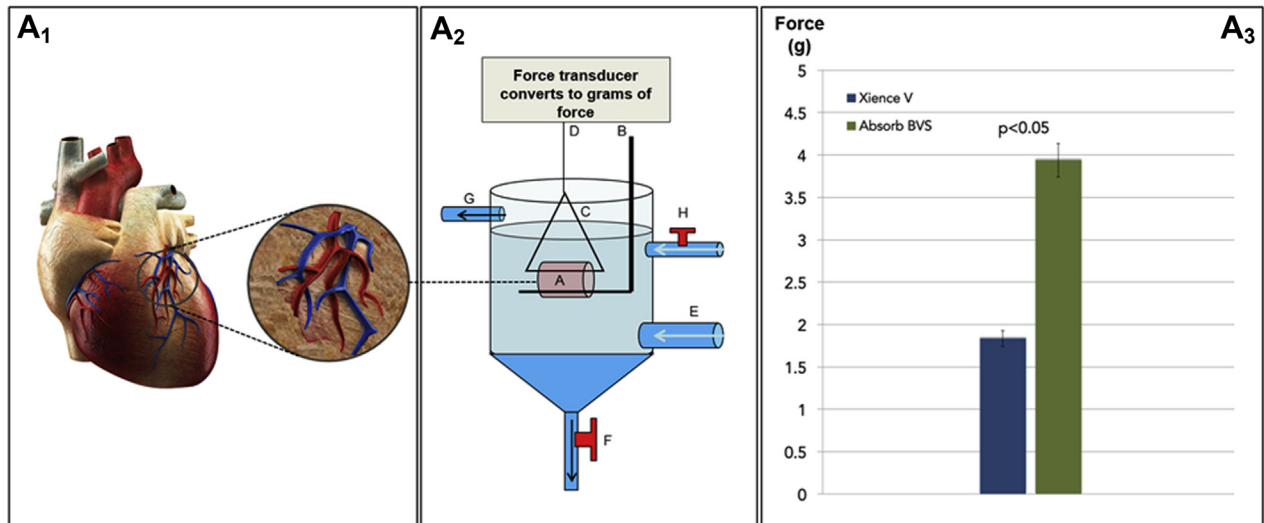 A1
A2
Force transducer
converts to grams of
force
D
B
G
C
H
A
E
F
Force
(g)
A3
5
4.5
4
3.5
3
2.5
2
1.5
1
0.5
0
Xience V
Absorb BVS
p<0.05